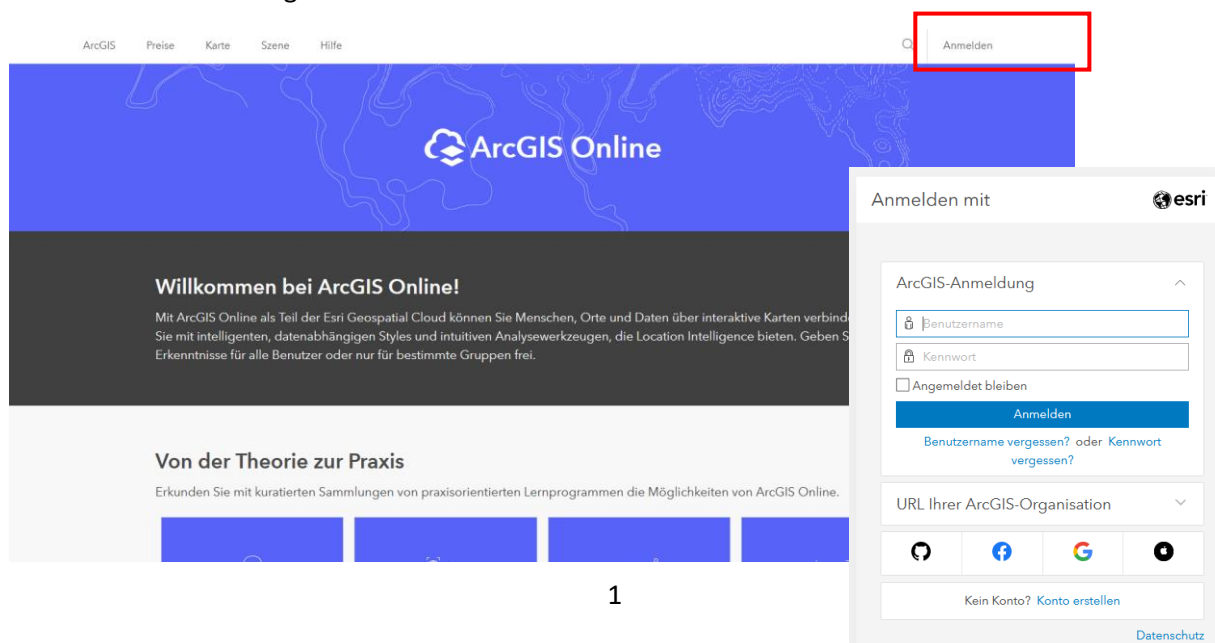 ArcGIS Preise Karte Szene Hilfe Anmelden
ArcGIS Online
Willkommen bei ArcGIS Online!
Mit ArcGIS Online als Teil der Esri Geospatial Cloud können Sie Menschen, Orte und Daten über interaktive Karten
Sie mit intelligenten, datenabhängigen Styles und intuitiven Analysewerkzeugen, die Location Intelligence bieten. Geben
Erkenntnisse für alle Benutzer oder nur für bestimmte Gruppen frei.
Von der Theorie zur Praxis
Erkunden Sie mit kuratierten Sammlungen von praxisorientierten Lernprogrammen die Möglichkeiten von ArcGIS Online.
Anmelden mit esri
ArcGIS-Anmeldung
Benutzername
Kennwort
Angemeldet bleiben
Anmelden
Benutzername vergessen? oder Kennwort
vergessen?
URL Ihrer ArcGIS-Organisation
Kein Konto? Konto erstellen
Datenschutz
1